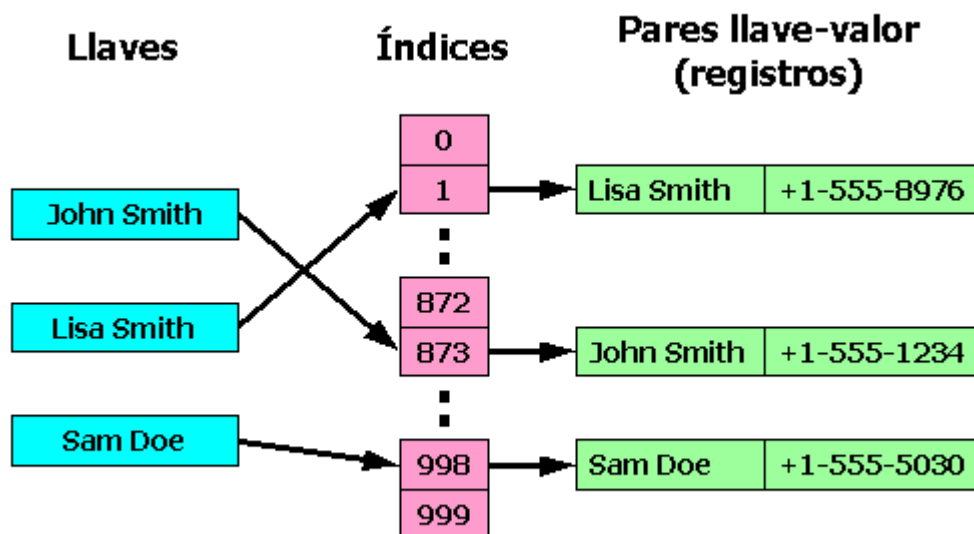 Llaves
Índices
Pares llave-valor
(registros)
0
1
Lisa Smith +1-555-8976
John Smith
872
Lisa Smith
873
John Smith +1-555-1234
Sam Doe
998
Sam Doe +1-555-5030
999